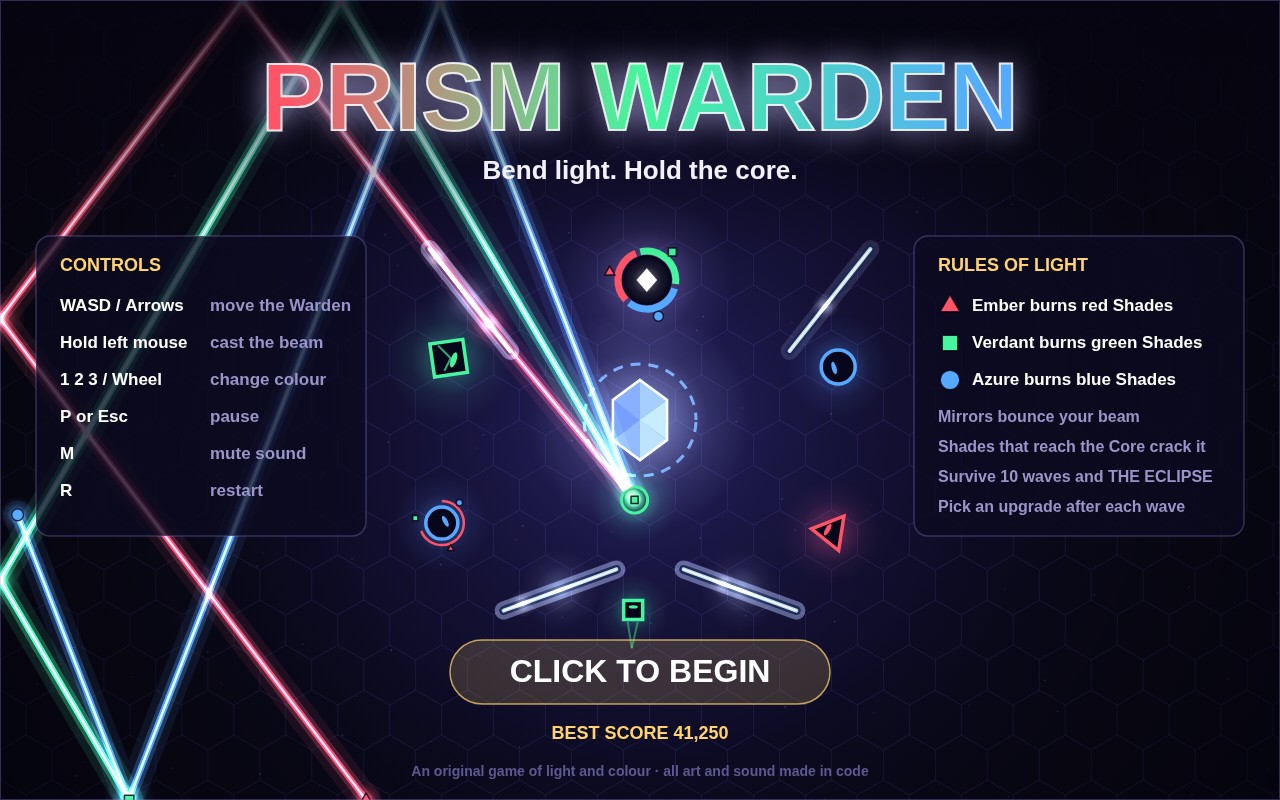 PRISM WARDEN
Bend light. Hold the core.
CONTROLS
WASD / Arrows move the Warden
Hold left mouse cast the beam
1 2 3 / Wheel change colour
P or Esc pause
M mute sound
R restart
RULES OF LIGHT
Ember burns red Shades
Verdant burns green Shades
Azure burns blue Shades
Mirrors bounce your beam
Shades that reach the Core crack it
Survive 10 waves and THE ECLIPSE
Pick an upgrade after each wave
CLICK TO BEGIN
BEST SCORE 41,250
An original game of light and colour · all art and sound made in code